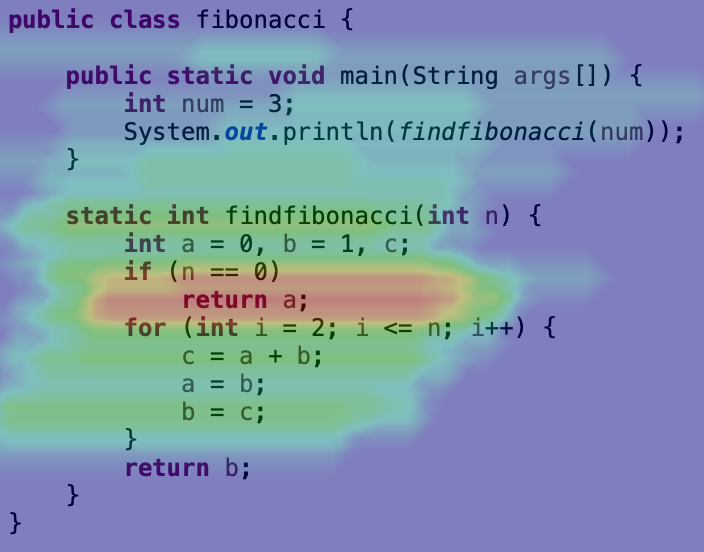 public class fibonacci {
public static void main(String args[]) {
int num = 3;
System.out.println(findfibonacci(num));
}
static int findfibonacci(int n) {
int a = 0, b = 1, c;
if (n == 0)
return a;
for (int i = 2; i <= n; i++) {
c = a + b;
a = b;
b = c;
}
return b;
}
}